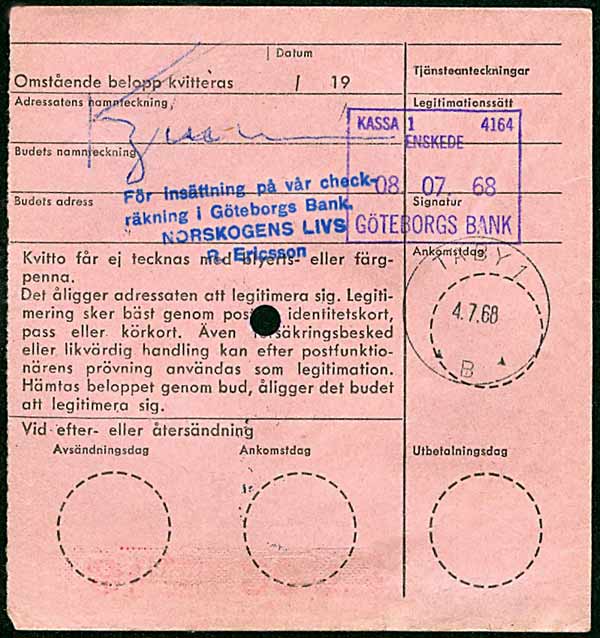 Datum
Omstående belopp kvitteras / 19
Tjänsteanteckningar
Adressatens namnteckning
Legitimationssätt
KASSA 1 4164
ENSKEDE
Budets namnteckning
08. 07. 68
Budets adress
Signatur
GÖTEBORGS BANK
För insättning på vår check-
räkning i Göteborgs Bank.
NORSKOGENS LIVS
R. Ericsson
Kvitto får ej tecknas med blyerts- eller färg-
penna.
Det åligger adressaten att legitimera sig. Legiti-
mering sker bäst genom post identitetskort,
pass eller körkort. Även försäkringsbesked
eller likvärdig handling kan efter postfunktio-
närens prövning användas som legitimation.
Hämtas beloppet genom bud, åligger det budet
att legitimera sig.
Ankomstdag
TÄBY 1
4.7.68
B
Vid efter- eller återsändning
Avsändningsdag
Ankomstdag
Utbetalningsdag